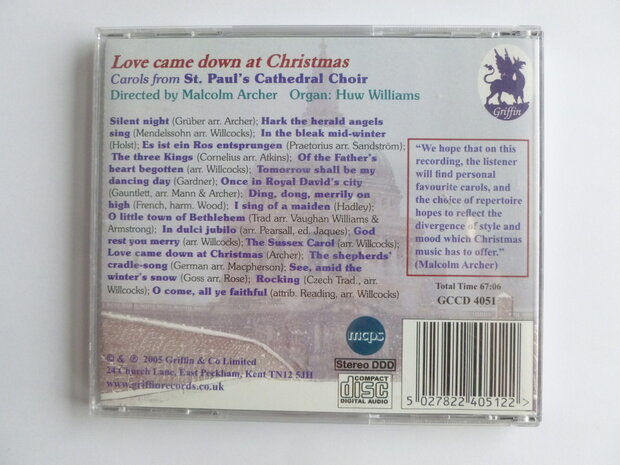 Love came down at Christmas
Carols from St. Paul's Cathedral Choir
Directed by Malcolm Archer Organ: Huw Williams
Griffin
Silent night (Grüber arr. Archer); Hark the herald angels
sing (Mendelssohn arr. Willcocks); In the bleak mid-winter
(Holst); Es ist ein Ros entsprungen (Praetorius arr. Sandström);
The three Kings (Cornelius arr. Atkins); Of the Father's
heart begotten (arr. Willcocks); Tomorrow shall be my
dancing day (Gardner); Once in Royal David's city
(Gauntlett, arr. Mann & Archer); Ding, dong, merrily on
high (French, harm. Wood); I sing of a maiden (Hadley);
O little town of Bethlehem (Trad arr. Vaughan Williams &
Armstrong); In dulci jubilo (arr. Pearsall, ed. Jaques); God
rest you merry (arr. Willcocks); The Sussex Carol (arr. Willcocks);
Love came down at Christmas (Archer); The shepherds'
cradle-song (German arr. Macpherson); See, amid the
winter's snow (Goss arr. Rose); Rocking (Czech Trad., arr.
Willcocks); O come, all ye faithful (attrib. Reading, arr. Willcocks)
"We hope that on this
recording, the listener
will find personal
favourite carols, and
the choice of repertoire
hopes to reflect the
divergence of style and
mood which Christmas
music has to offer."
(Malcolm Archer)
Total Time 67:06
GCCD 4051
mcps
Stereo DDD
COMPACT
disc
DIGITAL AUDIO
© & ℗ 2005 Griffin & Co Limited
24 Church Lane, East Peckham, Kent TN12 5JH
www.griffinrecords.co.uk
5 027822 405122 >